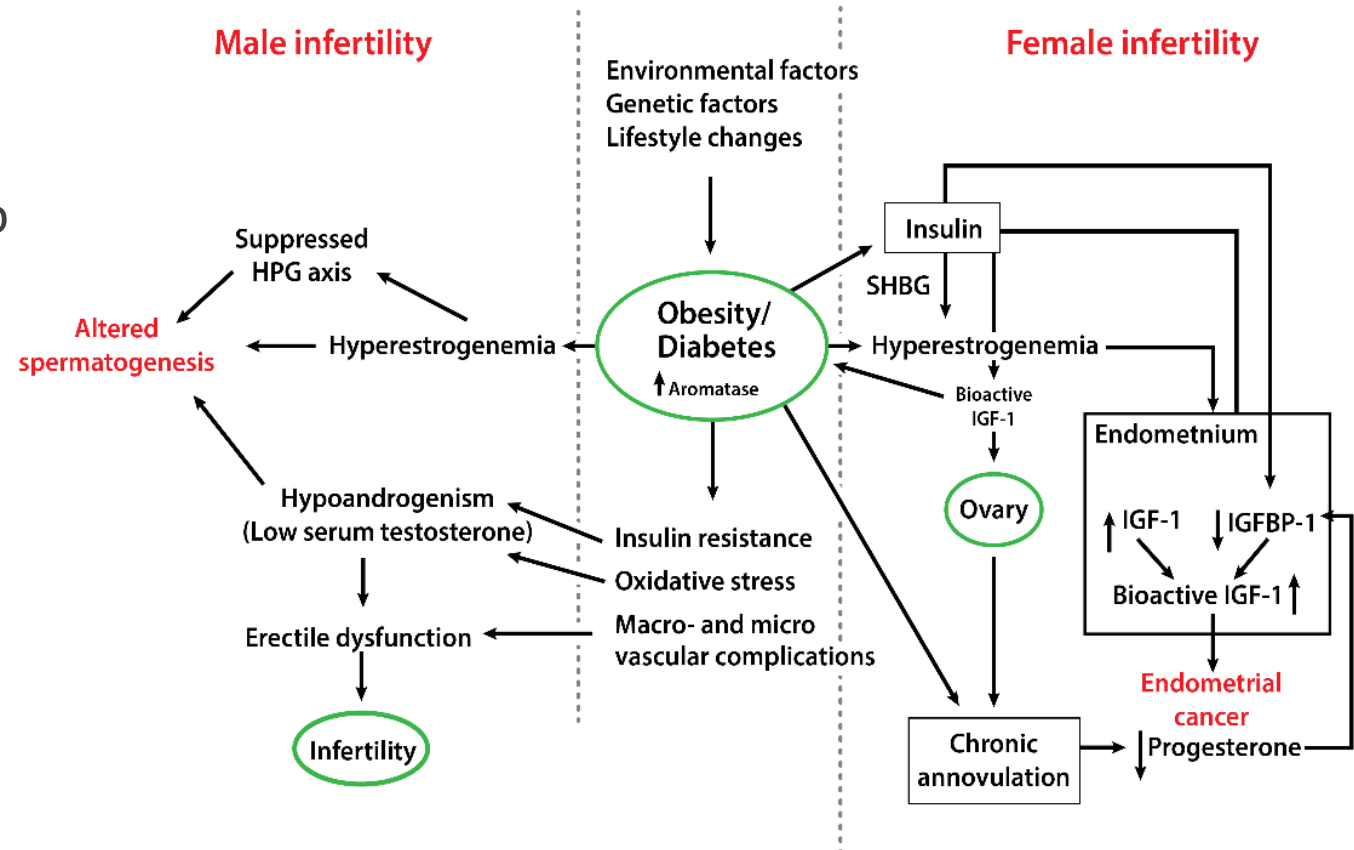 Male infertility
Female infertility
Environmental factors
Genetic factors
Lifestyle changes
Suppressed
HPG axis
Altered
spermatogenesis
Hyperestrogenemia
Obesity/
Diabetes
Aromatase
Insulin
SHBG
Hyperestrogenemia
Bioactive
IGF-1
Ovary
Endometnium
IGF-1
IGFBP-1
Bioactive IGF-1
Endometrial
cancer
Hypoandrogenism
(Low serum testosterone)
Insulin resistance
Oxidative stress
Macro- and micro
vascular complications
Erectile dysfunction
Infertility
Chronic
annovulation
Progesterone